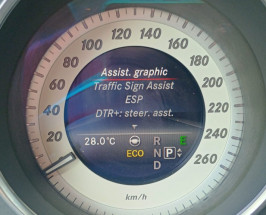 120
140
100
160
80
180
60
200
40
220
20
240
260
Assist. graphic
Traffic Sign Assist
ESP
DTR+: steer. asst.
28.0°C
R
E
ECO
N
P
D
km/h